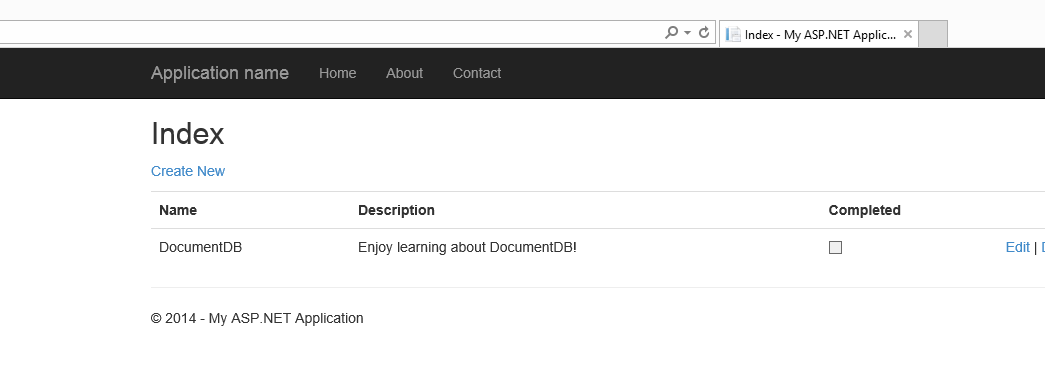 Index - My ASP.NET Applic...
Application name Home About Contact
Index
Create New
Name Description Completed
DocumentDB Enjoy learning about DocumentDB! Edit |
© 2014 - My ASP.NET Application